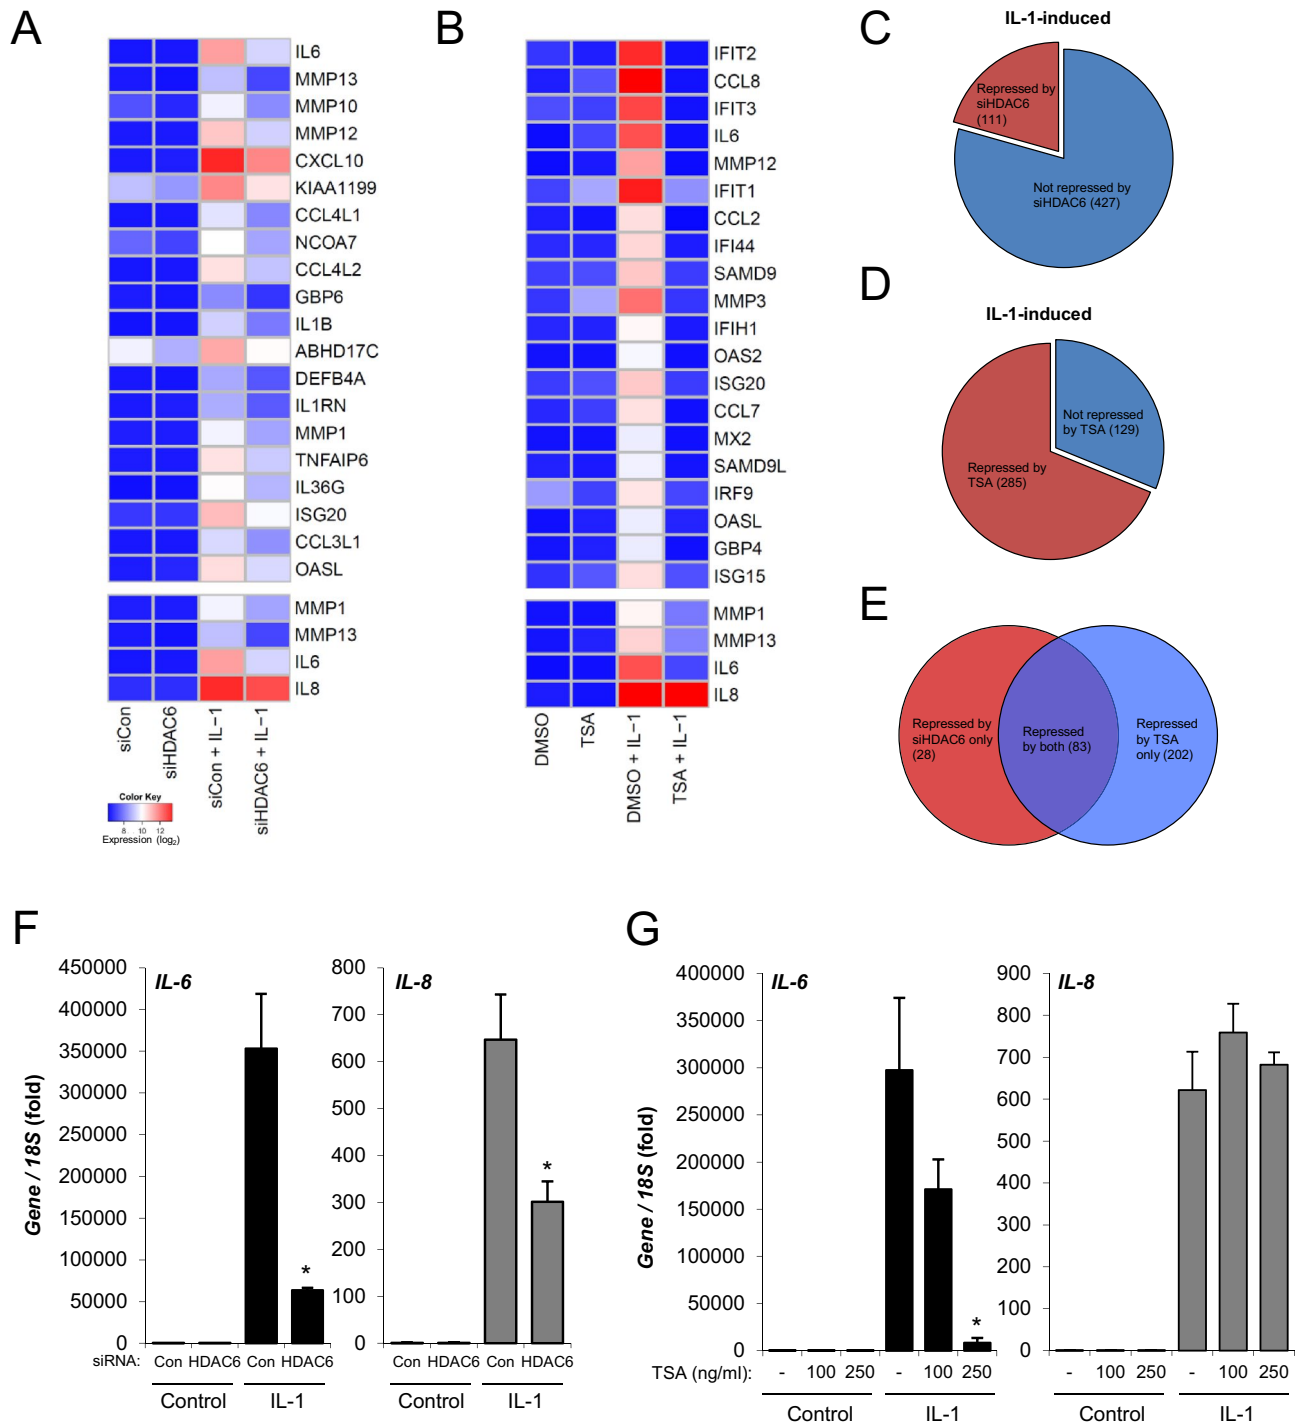 A
IL6
MMP13
MMP10
MMP12
CXCL10
KIAA1199
CCL4L1
NCOA7
CCL4L2
GBP6
IL1B
ABHD17C
DEFB4A
IL1RN
MMP1
TNFAIP6
IL36G
ISG20
CCL3L1
OASL
MMP1
MMP13
IL6
IL8
siCon
siHDAC6
siCon + IL−1
siHDAC6 + IL−1
Color Key
8 10 12
Expression (log2)
B
IFIT2
CCL8
IFIT3
IL6
MMP12
IFIT1
CCL2
IFI44
SAMD9
MMP3
IFIH1
OAS2
ISG20
CCL7
MX2
SAMD9L
IRF9
OASL
GBP4
ISG15
MMP1
MMP13
IL6
IL8
DMSO
TSA
DMSO + IL−1
TSA + IL−1
C
IL-1-induced
Repressed by
siHDAC6
(111)
Not repressed by
siHDAC6 (427)
D
IL-1-induced
Not repressed
by TSA (129)
Repressed by
TSA (285)
E
Repressed by
siHDAC6 only
(28)
Repressed
by both (83)
Repressed
by TSA
only (202)
F
Gene / 18S (fold)
450000
400000
350000
300000
250000
200000
150000
100000
50000
0
IL-6
*
siRNA: Con HDAC6 Con HDAC6
Control IL-1
800
700
600
500
400
300
200
100
0
IL-8
*
Con HDAC6 Con HDAC6
Control IL-1
G
Gene / 18S (fold)
400000
350000
300000
250000
200000
150000
100000
50000
0
IL-6
*
TSA (ng/ml): - 100 250 - 100 250
Control IL-1
900
800
700
600
500
400
300
200
100
0
IL-8
- 100 250 - 100 250
Control IL-1